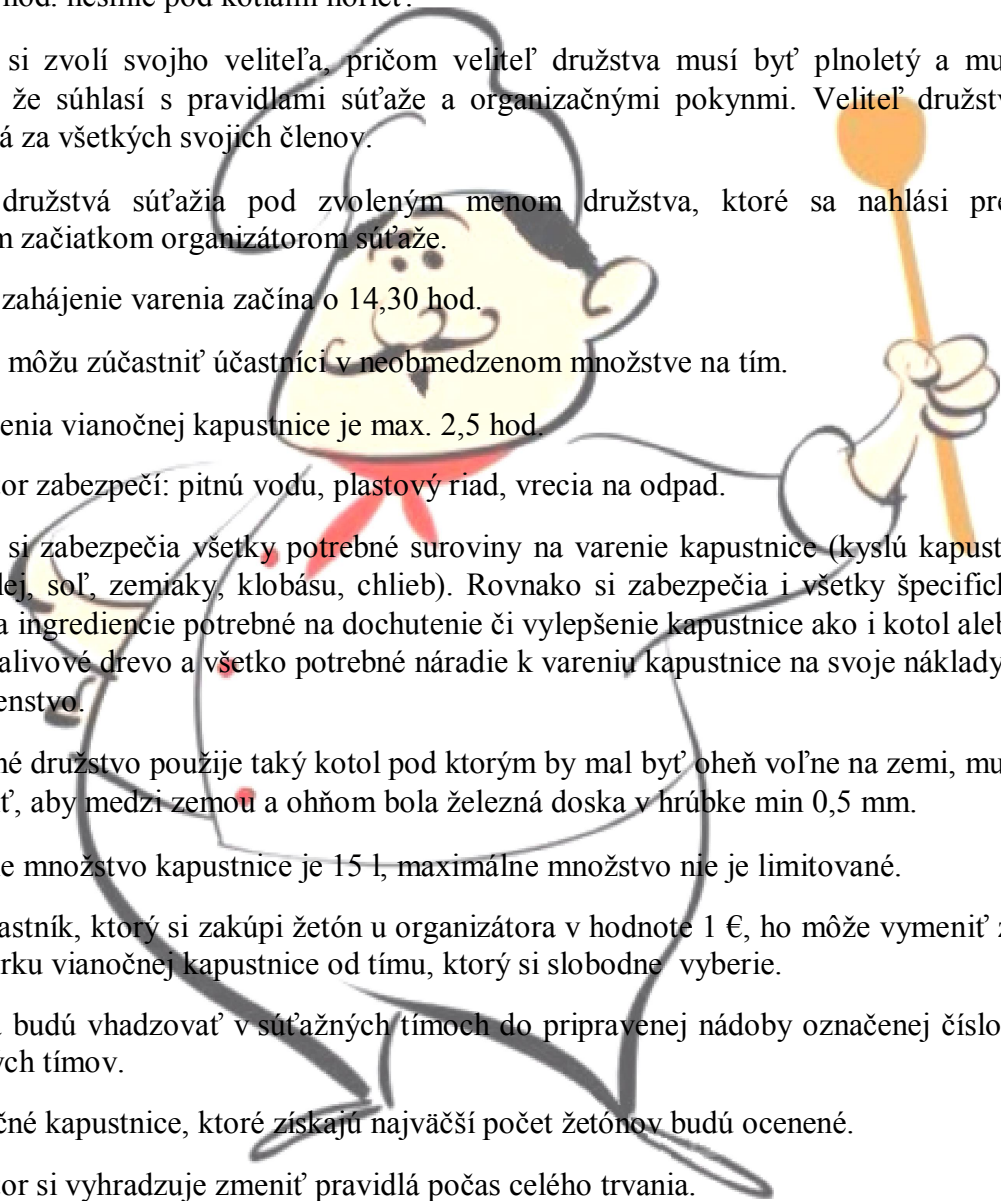 hod. nesmie pod kotlami horieť.
si zvolí svojho veliteľa, pričom veliteľ družstva musí byť plnoletý a mu
že súhlasí s pravidlami súťaže a organizačnými pokynmi. Veliteľ družstv
á za všetkých svojich členov.
družstvá súťažia pod zvoleným menom družstva, ktoré sa nahlási pre
m začiatkom organizátorom súťaže.
zahájenie varenia začína o 14,30 hod.
môžu zúčastniť účastníci v neobmedzenom množstve na tím.
enia vianočnej kapustnice je max. 2,5 hod.
or zabezpečí: pitnú vodu, plastový riad, vrecia na odpad.
si zabezpečia všetky potrebné suroviny na varenie kapustnice (kyslú kapust
lej, soľ, zemiaky, klobásu, chlieb). Rovnako si zabezpečia i všetky špecific
a ingrediencie potrebné na dochutenie či vylepšenie kapustnice ako i kotol aleb
alivové drevo a všetko potrebné náradie k vareniu kapustnice na svoje náklady
enstvo.
né družstvo použije taký kotol pod ktorým by mal byť oheň voľne na zemi, mu
ť, aby medzi zemou a ohňom bola železná doska v hrúbke min 0,5 mm.
e množstvo kapustnice je 15 l, maximálne množstvo nie je limitované.
astník, ktorý si zakúpi žetón u organizátora v hodnote 1 €, ho môže vymeniť z
rku vianočnej kapustnice od tímu, ktorý si slobodne vyberie.
budú vhadzovať v súťažných tímoch do pripravenej nádoby označenej číslo
ých tímov.
čné kapustnice, ktoré získajú najväčší počet žetónov budú ocenené.
or si vyhradzuje zmeniť pravidlá počas celého trvania.